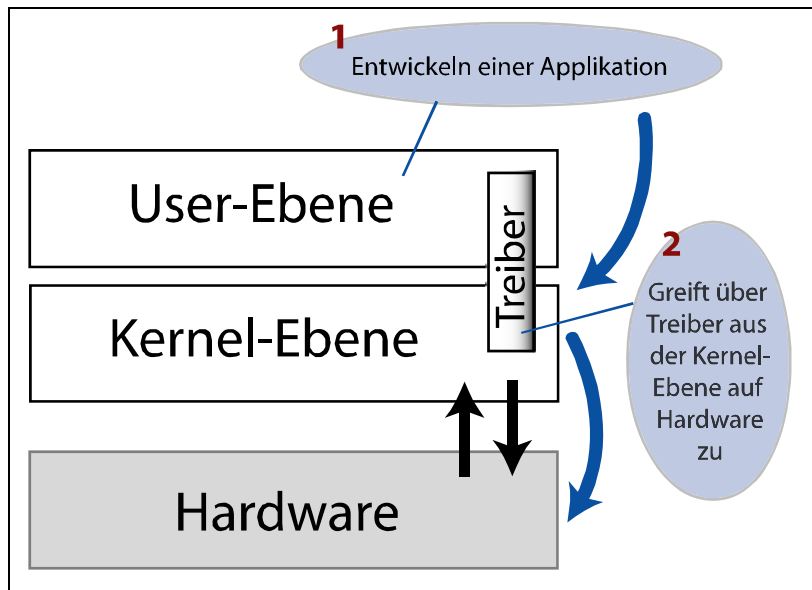 1
Entwickeln einer Applikation
User-Ebene
Treiber
2
Greift über
Treiber aus
der Kernel-
Ebene auf
Hardware
zu
Kernel-Ebene
Hardware